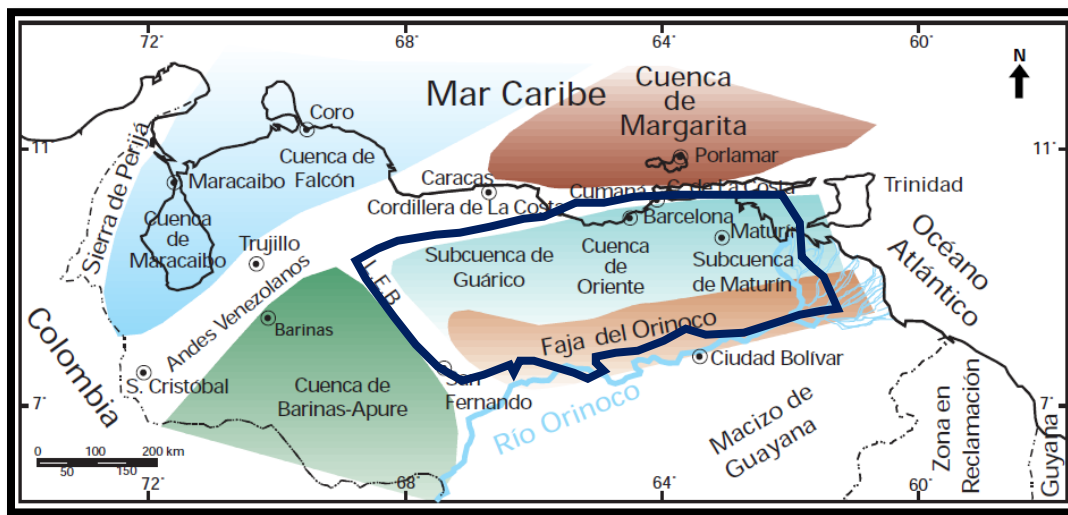 72°
68°
64°
60°
N
11°
11°
Mar Caribe
Cuenca
de
Margarita
Porlamar
Coro
Cuenca de
Falcón
Sierra de Perijá
Maracaibo
Cuenca
de
Maracaibo
Caracas
Cordillera de La Costa
Cumaná
C. de La Costa
Trinidad
Barcelona
Maturín
Trujillo
Subcuenca de
Guárico
Cuenca
de
Oriente
Subcuenca
de Maturín
Océano
Atlántico
L.E.B.
Andes Venezolanos
Barinas
Faja del Orinoco
Colombia
S. Cristóbal
Cuenca de
Barinas-Apure
San
Fernando
Ciudad Bolívar
Río Orinoco
Macizo de
Guayana
Zona en
Reclamación
Guyana
7°
7°
0 100 200 km
50 150
72°
68°
64°
60°